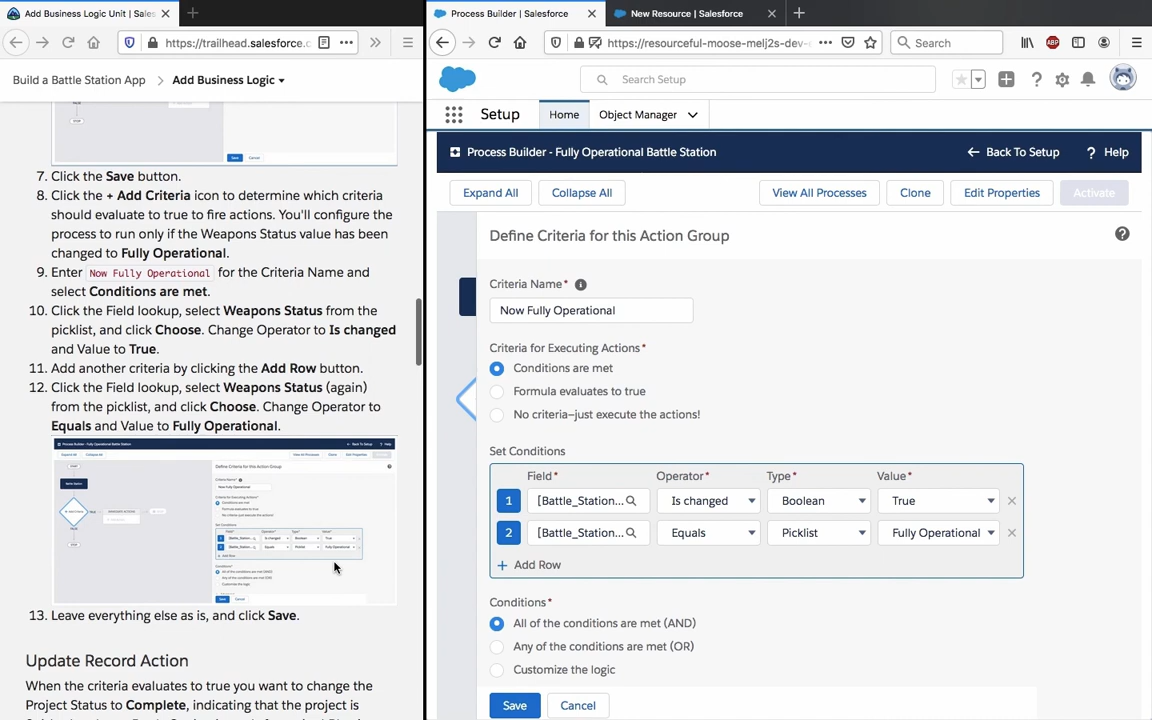 Add Business Logic Unit | Sales
https://trailhead.salesforce.c
Build a Battle Station App
Add Business Logic
7. Click the Save button.
8. Click the + Add Criteria icon to determine which criteria
should evaluate to true to fire actions. You'll configure the
process to run only if the Weapons Status value has been
changed to Fully Operational.
9. Enter Now Fully Operational for the Criteria Name and
select Conditions are met.
10. Click the Field lookup, select Weapons Status from the
picklist, and click Choose. Change Operator to Is changed
and Value to True.
11. Add another criteria by clicking the Add Row button.
12. Click the Field lookup, select Weapons Status (again)
from the picklist, and click Choose. Change Operator to
Equals and Value to Fully Operational.
13. Leave everything else as is, and click Save.
Update Record Action
When the criteria evaluates to true you want to change the
Project Status to Complete, indicating that the project is
Process Builder | Salesforce
New Resource | Salesforce
https://resourceful-moose-melj2s-dev-
Search
ABP
Search Setup
Setup
Home
Object Manager
Process Builder - Fully Operational Battle Station
Back To Setup
? Help
Expand All
Collapse All
View All Processes
Clone
Edit Properties
Activate
Define Criteria for this Action Group
Criteria Name*
Now Fully Operational
Criteria for Executing Actions*
Conditions are met
Formula evaluates to true
No criteria—just execute the actions!
Set Conditions
Field* Operator* Type* Value*
1 [Battle_Station... Is changed Boolean True
2 [Battle_Station... Equals Picklist Fully Operational
+ Add Row
Conditions*
All of the conditions are met (AND)
Any of the conditions are met (OR)
Customize the logic
Save
Cancel